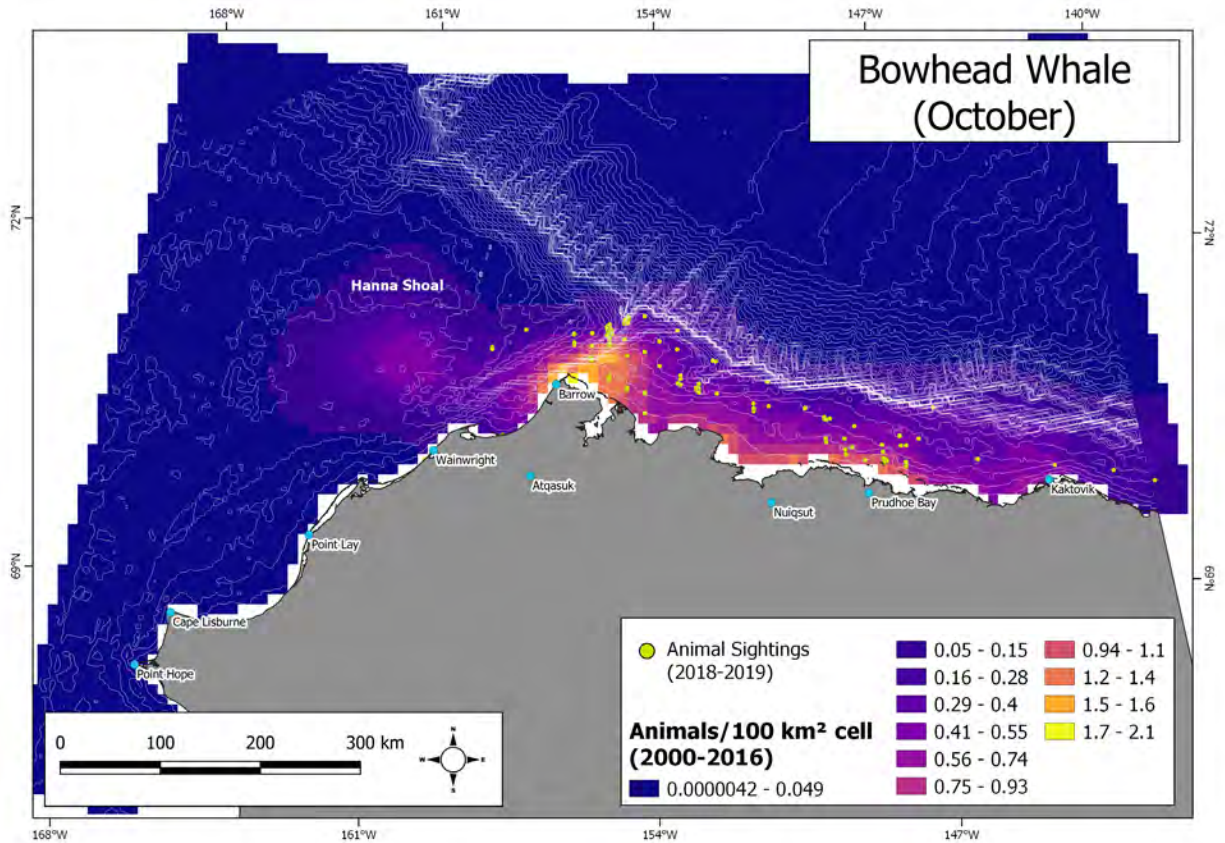 168°W 161°W 154°W 147°W 140°W
Bowhead Whale
(October)
72°N
72°N
Hanna Shoal
Barrow
Wainwright
Atqasuk
Kaktovik
Prudhoe Bay
Nuiqsut
Point Lay
69°N
69°N
Cape Lisburne
Point Hope
Animal Sightings
(2018-2019)
Animals/100 km² cell
(2000-2016)
0.0000042 - 0.049
0.05 - 0.15
0.16 - 0.28
0.29 - 0.4
0.41 - 0.55
0.56 - 0.74
0.75 - 0.93
0.94 - 1.1
1.2 - 1.4
1.5 - 1.6
1.7 - 2.1
0 100 200 300 km
N
W E
S
168°W 161°W 154°W 147°W